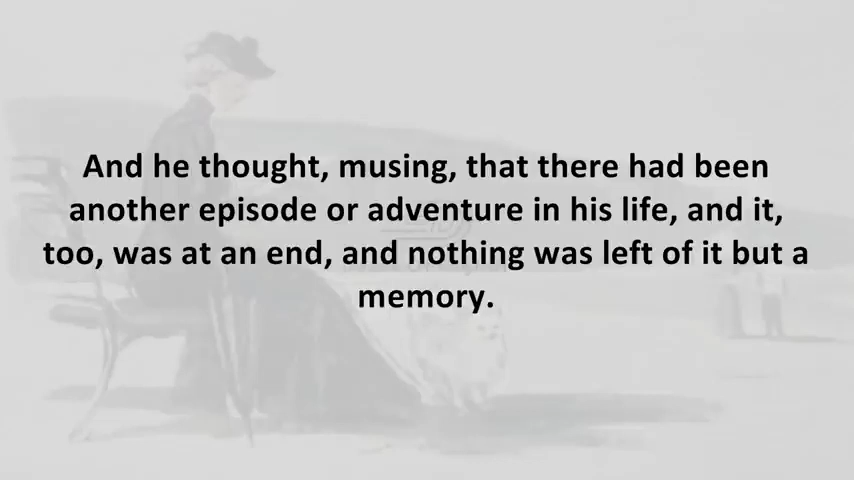 And he thought, musing, that there had been
another episode or adventure in his life, and it,
too, was at an end, and nothing was left of it but a
memory.